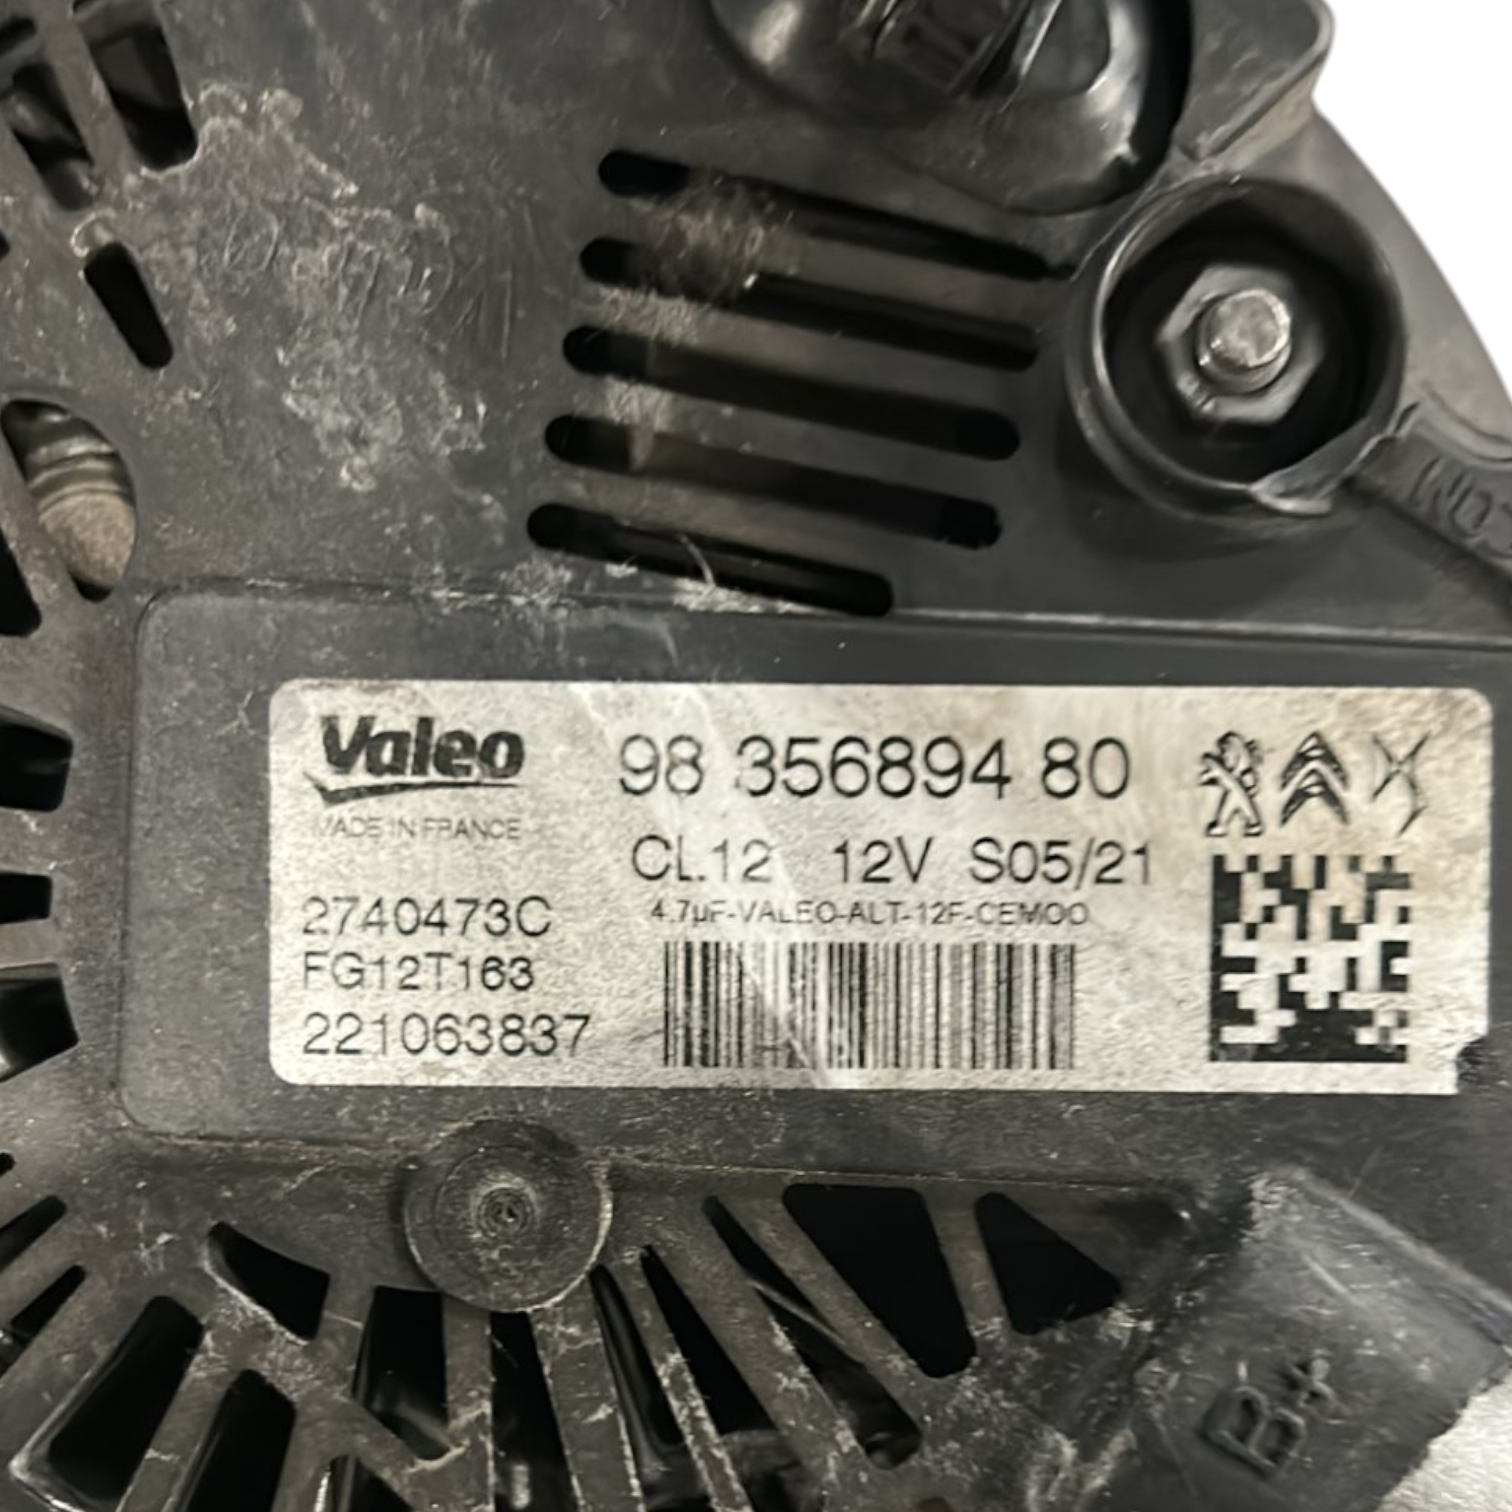 Valeo
MADE IN FRANCE
98 356894 80
CL.12 12V S05/21
4.7µF-VALEO-ALT-12F-CEMOO
2740473C
FG12T163
221063837
B+